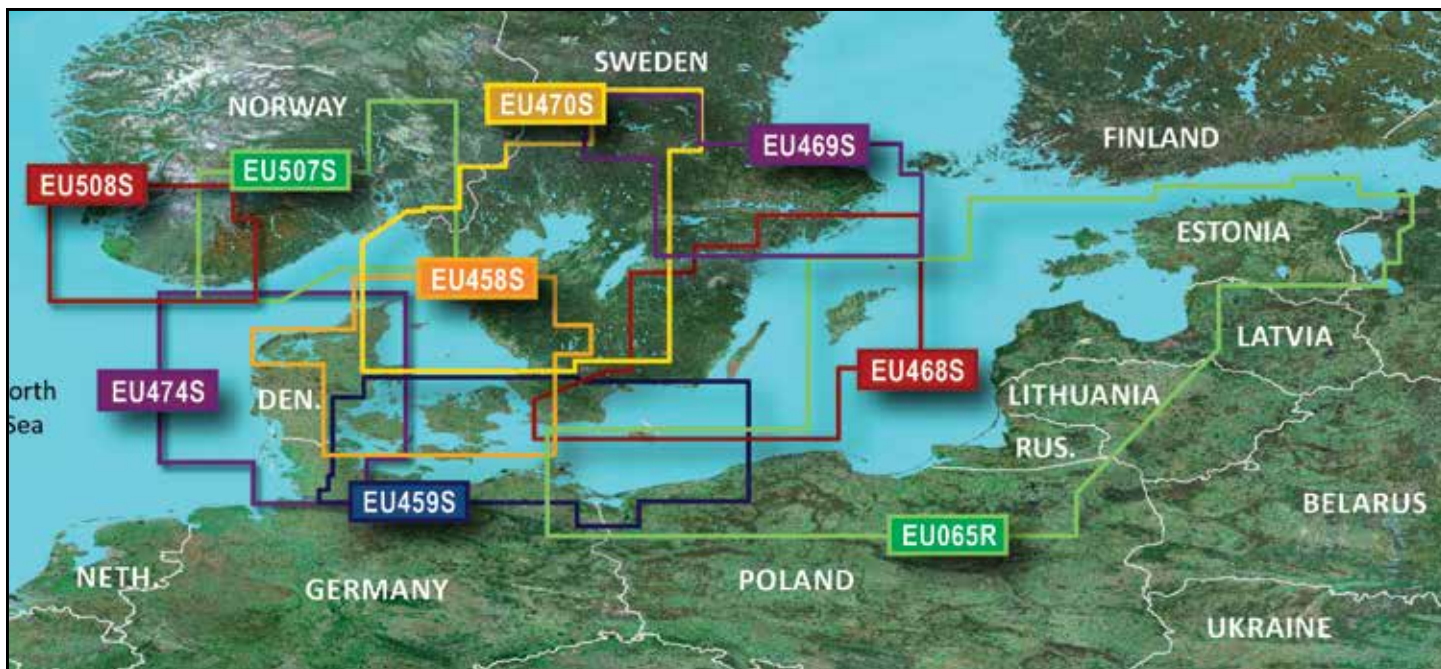 SWEDEN
NORWAY
EU470S
FINLAND
EU469S
EU507S
EU508S
ESTONIA
EU458S
LATVIA
EU468S
EU474S
LITHUANIA
DEN.
orth
Sea
RUS.
EU459S
BELARUS
EU065R
NETH.
GERMANY
POLAND
UKRAINE